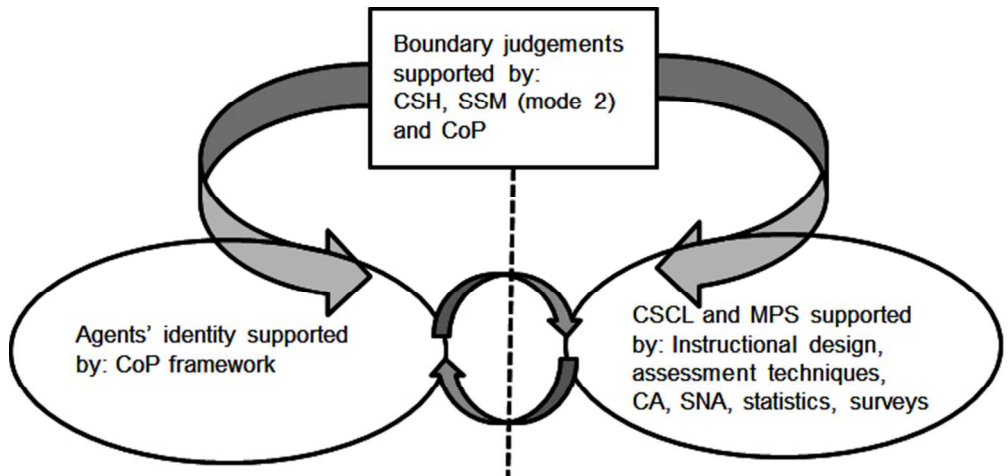 Boundary judgements
supported by:
CSH, SSM (mode 2)
and CoP
Agents' identity supported
by: CoP framework
CSCL and MPS supported
by: Instructional design,
assessment techniques,
CA, SNA, statistics, surveys